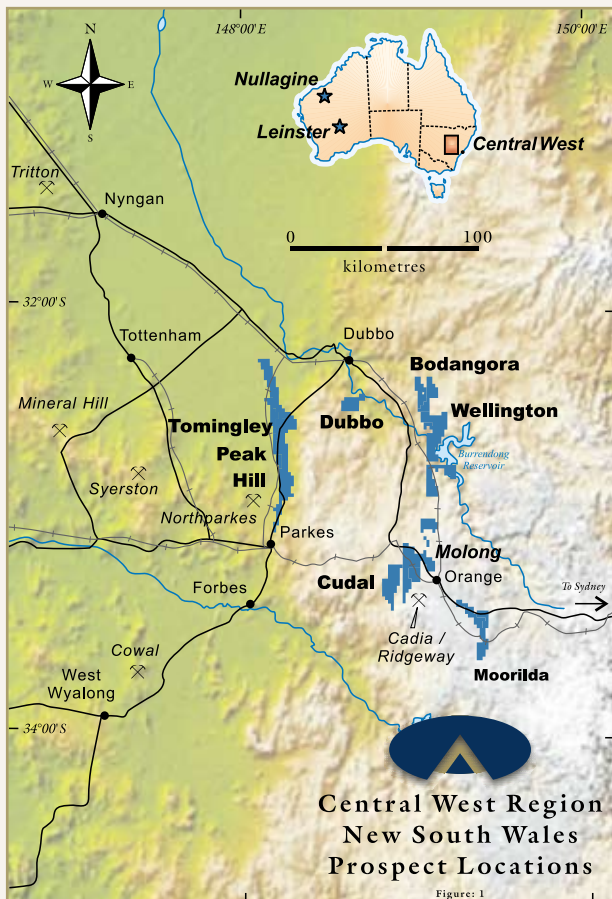 148°00' E
150°00' E
N
W
E
S
Nullagine
Leinster
Central West
Tritton
Nyngan
0
100
kilometres
32°00' S
Tottenham
Dubbo
Bodangora
Mineral Hill
Wellington
Tomingley
Dubbo
Peak
Burrendong
Reservoir
Hill
Syerston
Northparkes
Parkes
Molong
Cudal
Orange
To Sydney
Forbes
Cadia /
Ridgeway
Cowal
West
Wyalong
Moorilda
34°00' S
Central West Region
New South Wales
Prospect Locations
Figure: 1